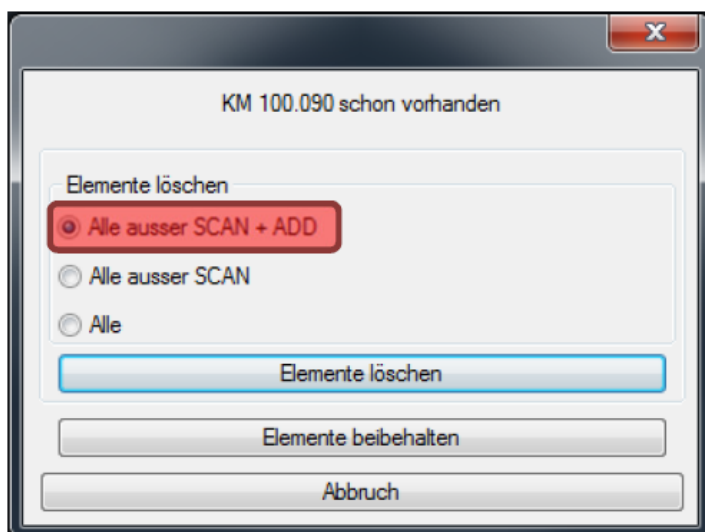 KM 100.090 schon vorhanden
Elemente löschen
Alle ausser SCAN + ADD
Alle ausser SCAN
Alle
Elemente löschen
Elemente beibehalten
Abbruch